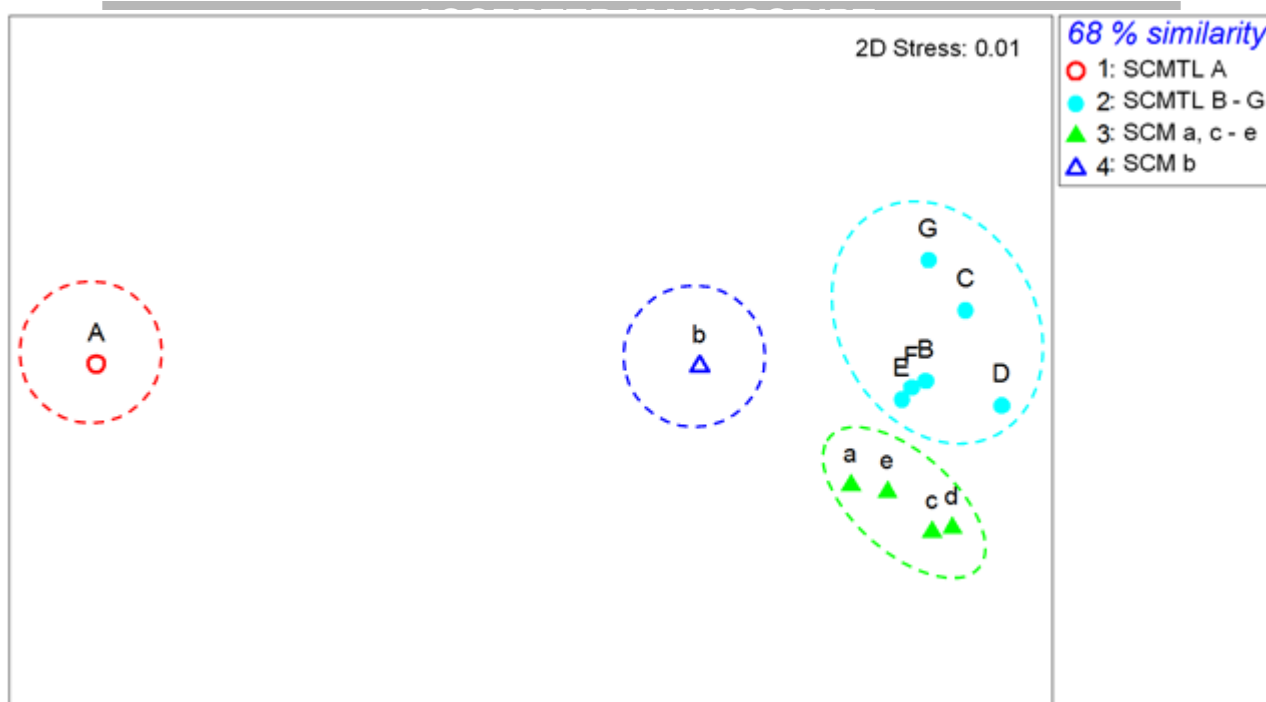 2D Stress: 0.01
68 % similarity
1: SCMTL A
2: SCMTL B - G
3: SCM a, c - e
4: SCM b
G
C
A
b
F B
E
D
a
e
c d